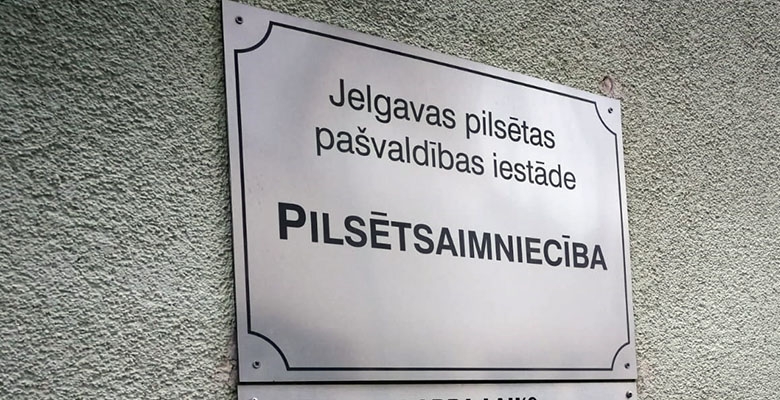 Jelgavas pilsētas
pašvaldības iestāde
PILSĒTSAIMNIECĪBA